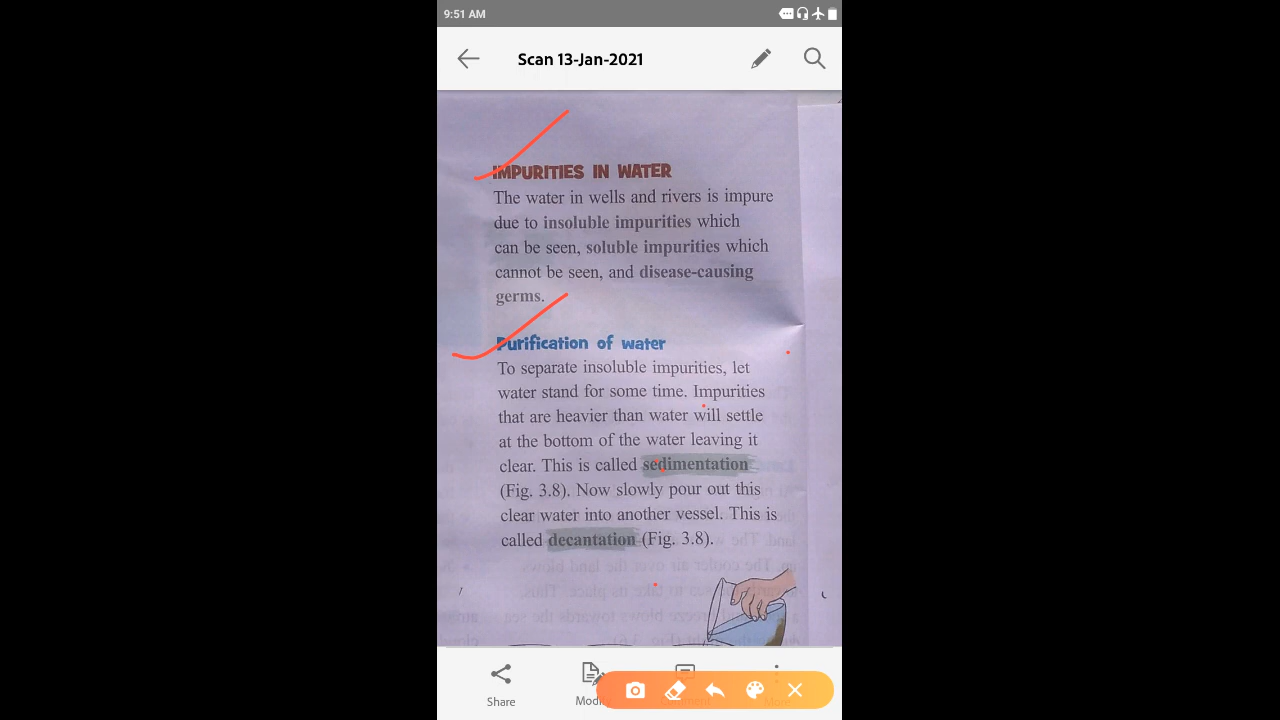 9:51 AM
Scan 13-Jan-2021
IMPURITIES IN WATER
The water in wells and rivers is impure
due to insoluble impurities which
can be seen, soluble impurities which
cannot be seen, and disease-causing
germs.
Purification of water
To separate insoluble impurities, let
water stand for some time. Impurities
that are heavier than water will settle
at the bottom of the water leaving it
clear. This is called sedimentation
(Fig. 3.8). Now slowly pour out this
clear water into another vessel. This is
called decantation (Fig. 3.8).
Share